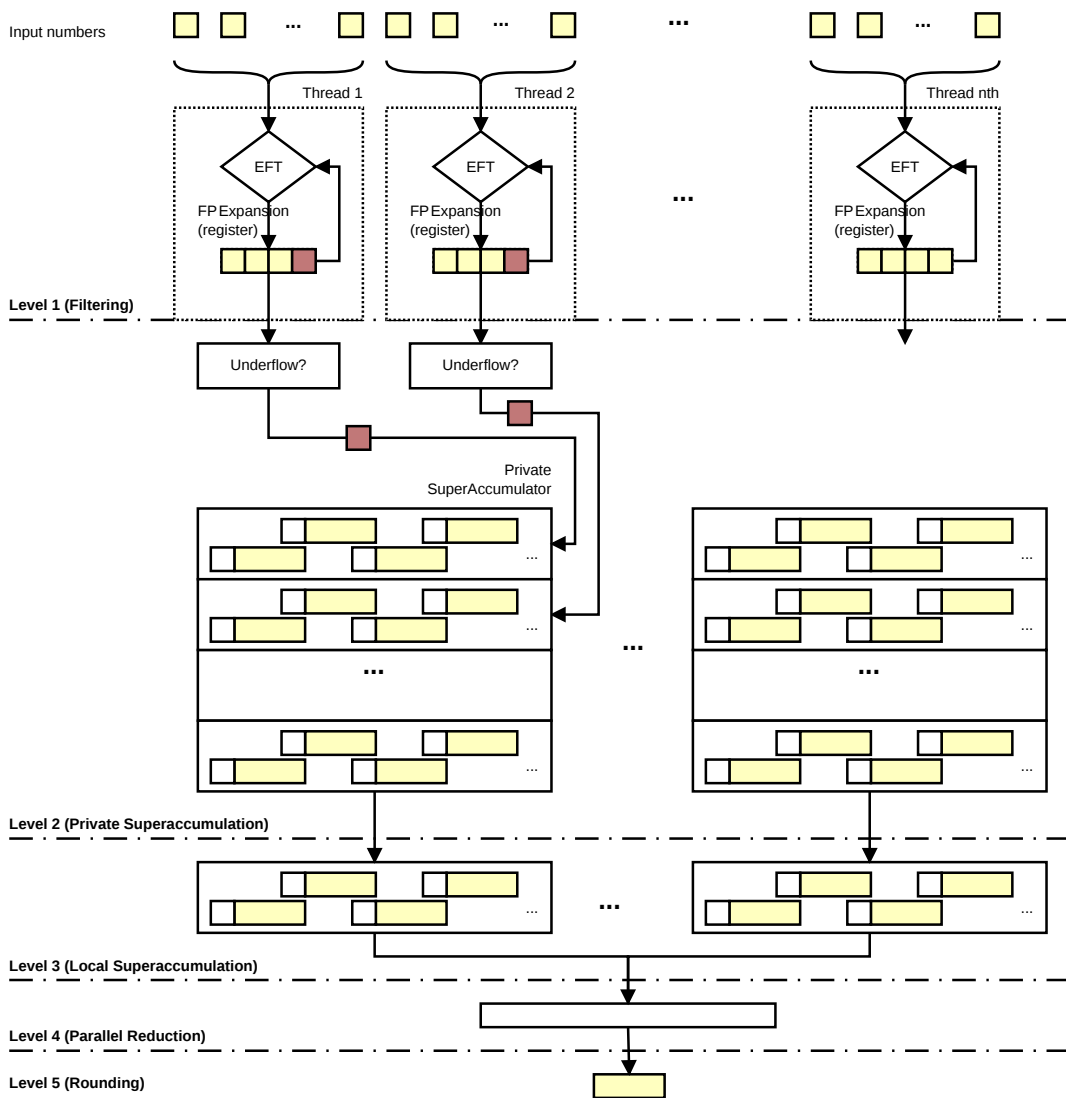 Input numbers
... ... ... ...
Thread 1
Thread 2
Thread nth
EFT
EFT
EFT
FP Expansion
(register)
FP Expansion
(register)
FP Expansion
(register)
...
Level 1 (Filtering)
Underflow?
Underflow?
Private
SuperAccumulator
...
...
...
...
...
...
...
...
...
...
...
Level 2 (Private Superaccumulation)
...
...
...
Level 3 (Local Superaccumulation)
Level 4 (Parallel Reduction)
Level 5 (Rounding)